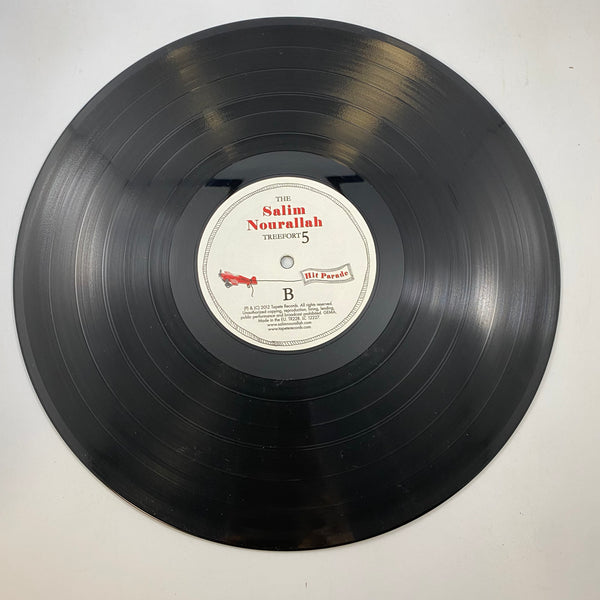 THE
Salim
Nourallah
TREEFORT 5
Hit Parade
B
(P) & (C) 2012 Tapete Records. All rights reserved.
Unauthorized copying, reproduction, hiring, lending,
public performance and broadcast prohibited. GEMA.
Made in the EU. TR228. LC 12227
www.salimnourallah.com
www.tapeterecords.com